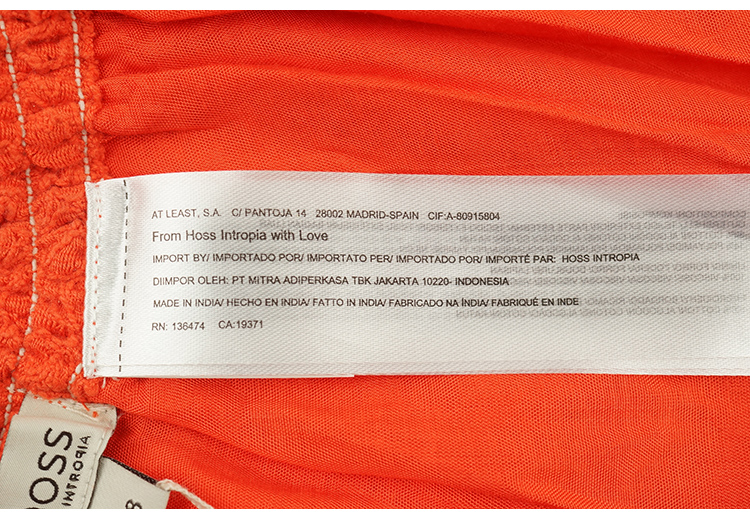 AT LEAST, S.A. C/ PANTOJA 14 28002 MADRID-SPAIN CIF:A-80915804
From Hoss Intropia with Love
IMPORT BY/ IMPORTADO POR/ IMPORTATO PER/ IMPORTADO POR/ IMPORTÉ PAR: HOSS INTROPIA
DIIMPOR OLEH: PT MITRA ADIPERKASA TBK JAKARTA 10220- INDONESIA
MADE IN INDIA/ HECHO EN INDIA/ FATTO IN INDIA/ FABRICADO NA ÍNDIA/ FABRIQUÉ EN INDE
RN: 136474 CA:19371
OSS
INTROPIA
8